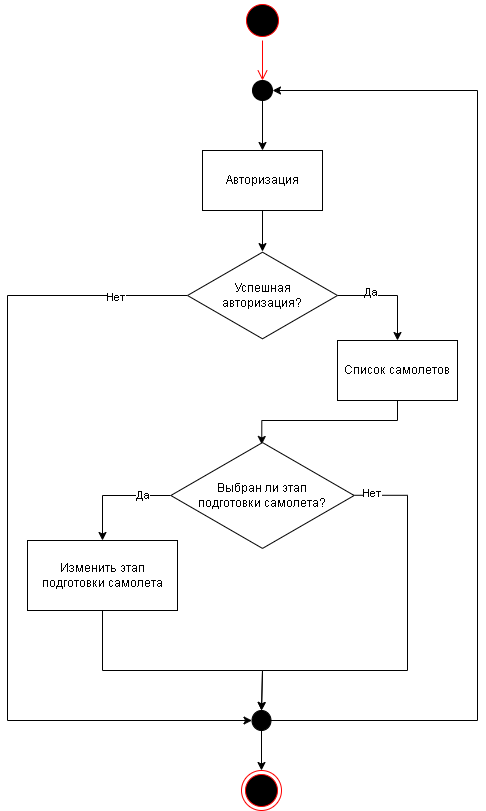 Авторизация
Успешная
авторизация?
Нет
Да
Список самолетов
Выбран ли этап
подготовки самолета?
Да
Нет
Изменить этап
подготовки самолета